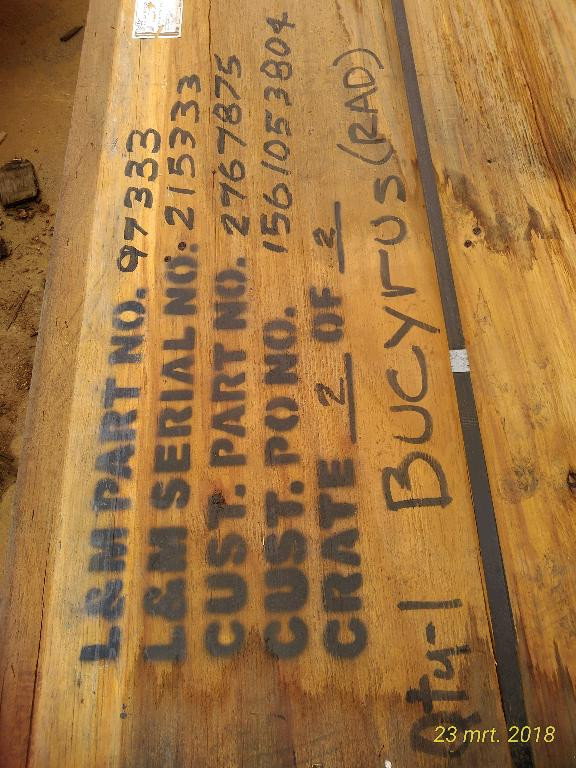 L&M PART NO. 97333
L&M SERIAL NO: 215333
CUST. PART NO. 2767875
CUST. PO NO. 1561053804
CRATE 2 OF 2
Qty-1 BUCYrUS (RAD)
23 mrt. 2018